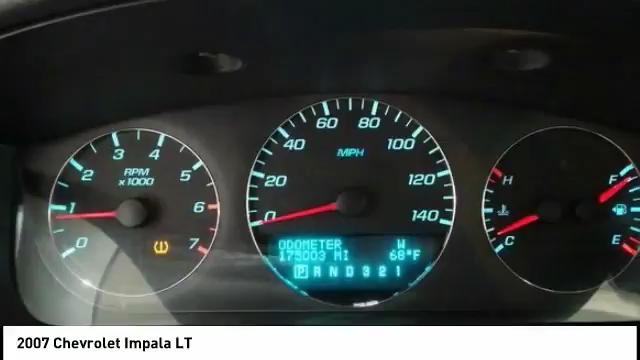 60 80
40 100
20 120
0 140
MPH
3 4
2 5
1 6
0 7
RPM
x 1000
H
C
F
E
ODOMETER W
175003 MI 68°F
P R N D 3 2 1
2007 Chevrolet Impala LT